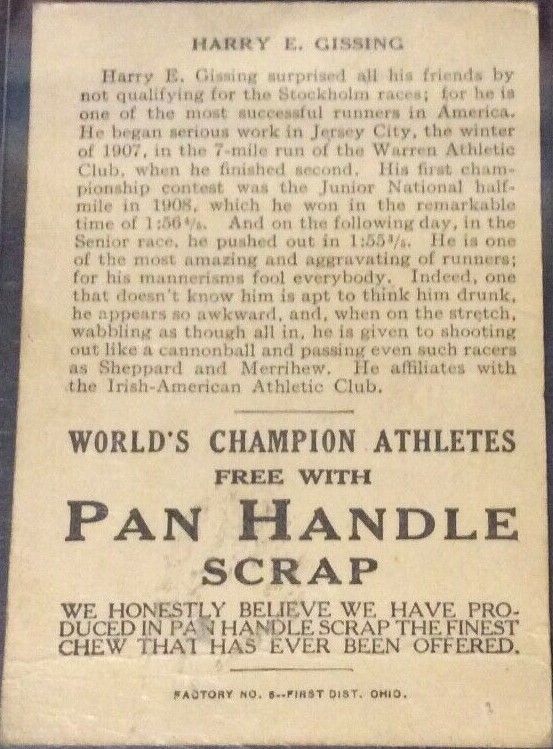 HARRY E. GISSING
Harry E. Gissing surprised all his friends by
not qualifying for the Stockholm races; for he is
one of the most successful runners in America.
He began serious work in Jersey City, the winter
of 1907, in the 7-mile run of the Warren Athletic
Club, when he finished second. His first cham-
pionship contest was the Junior National half-
mile in 1908, which he won in the remarkable
time of 1:56⅘. And on the following day, in the
Senior race, he pushed out in 1:55¾. He is one
of the most amazing and aggravating of runners;
for his mannerisms fool everybody. Indeed, one
that doesn't know him is apt to think him drunk,
he appears so awkward, and, when on the stretch,
wabbling as though all in, he is given to shooting
out like a cannonball and passing even such racers
as Sheppard and Merrihew. He affiliates with
the Irish-American Athletic Club.
WORLD'S CHAMPION ATHLETES
FREE WITH
PAN HANDLE
SCRAP
WE HONESTLY BELIEVE WE HAVE PRO-
DUCED IN PAN HANDLE SCRAP THE FINEST
CHEW THAT HAS EVER BEEN OFFERED.
FACTORY NO. 6--FIRST DIST. OHIO.